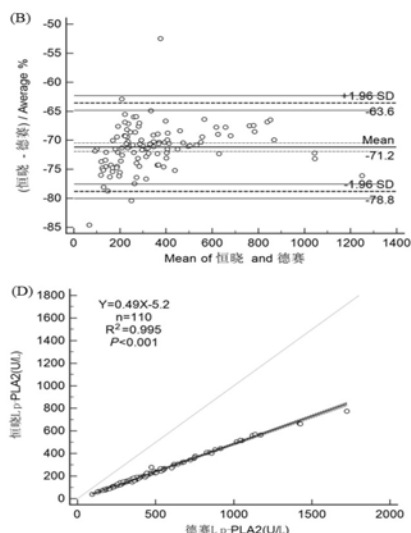 (B)
-50
-55
-60
+1.96 SD
-63.6
-65
Mean
-70
-71.2
-75
-1.96 SD
-78.8
-80
-85
(恒晓 - 德赛) / Average %
0 200 400 600 800 1000 1200 1400
Mean of 恒晓 and 德赛
(D)
1800
1600
1400
1200
1000
800
600
400
200
0
Y=0.49X-5.2
n=110
R²=0.995
P<0.001
恒晓Lp-PLA2(U/L)
0 500 1000 1500 2000
德赛Lp-PLA2(U/L)